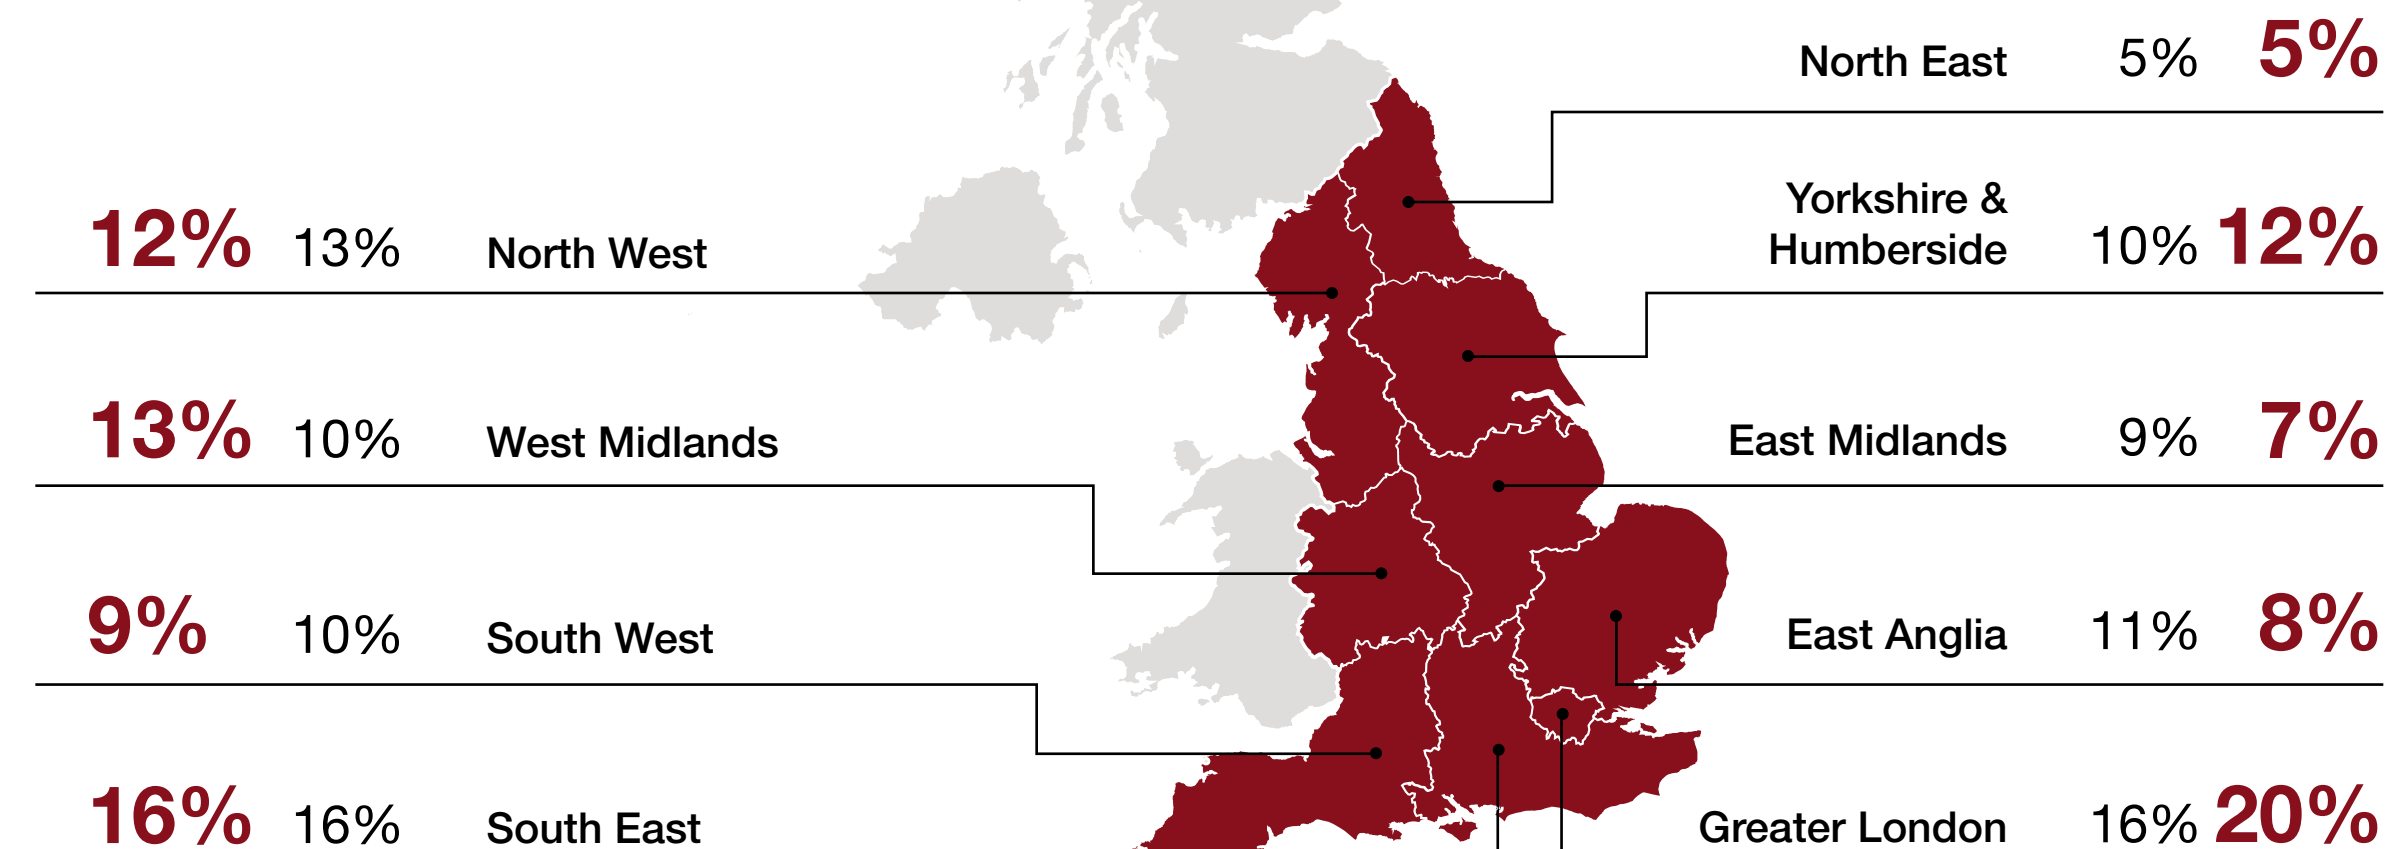 North East 5% 5%
12% 13% North West
Yorkshire &
Humberside 10% 12%
13% 10% West Midlands
East Midlands 9% 7%
9% 10% South West
East Anglia 11% 8%
16% 16% South East
Greater London 16% 20%